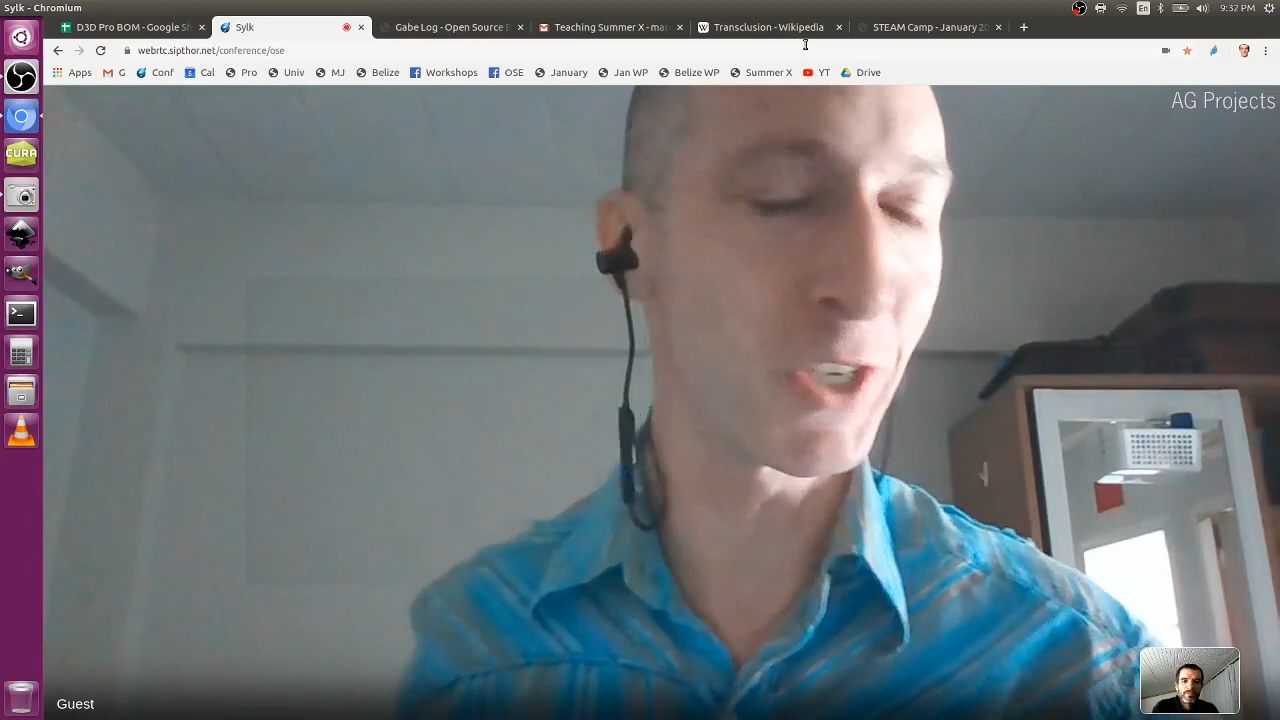 Sylk - Chromium
En
9:32 PM
D3D Pro BOM - Google Sh
Sylk
Gabe Log - Open Source E
Teaching Summer X - mar
Transclusion - Wikipedia
STEAM Camp - January 20
webrtc.sipthor.net/conference/ose
Apps
G
Conf
Cal
Pro
Univ
MJ
Belize
Workshops
OSE
January
Jan WP
Belize WP
Summer X
YT
Drive
CURA
AG Projects
Guest